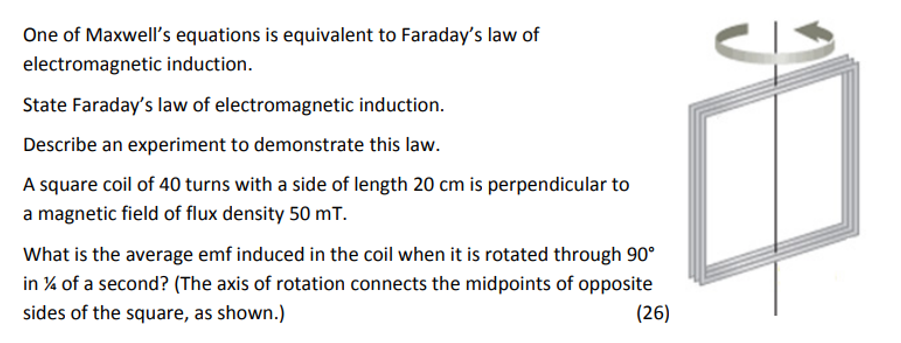 One of Maxwell’s equations is equivalent to Faraday’s law of
electromagnetic induction.
State Faraday’s law of electromagnetic induction.
Describe an experiment to demonstrate this law.
A square coil of 40 turns with a side of length 20 cm is perpendicular to
a magnetic field of flux density 50 mT.
What is the average emf induced in the coil when it is rotated through 90°
in ¼ of a second? (The axis of rotation connects the midpoints of opposite
sides of the square, as shown.) (26)